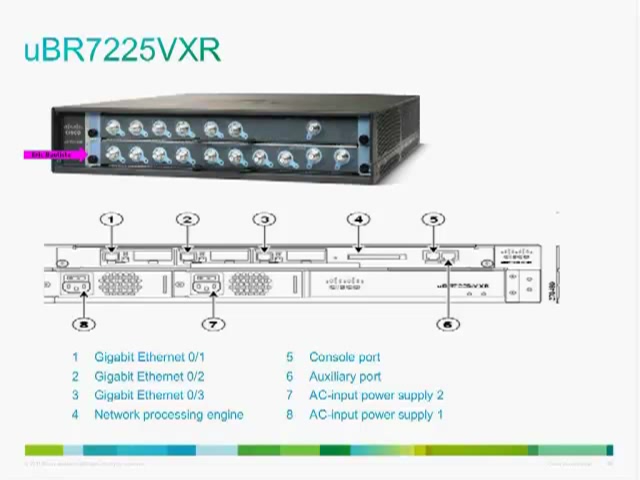 uBR7225VXR
1 2 3 4 5
uBR7225VXR
8 7 6
1 Gigabit Ethernet 0/1
2 Gigabit Ethernet 0/2
3 Gigabit Ethernet 0/3
4 Network processing engine
5 Console port
6 Auxiliary port
7 AC-input power supply 2
8 AC-input power supply 1